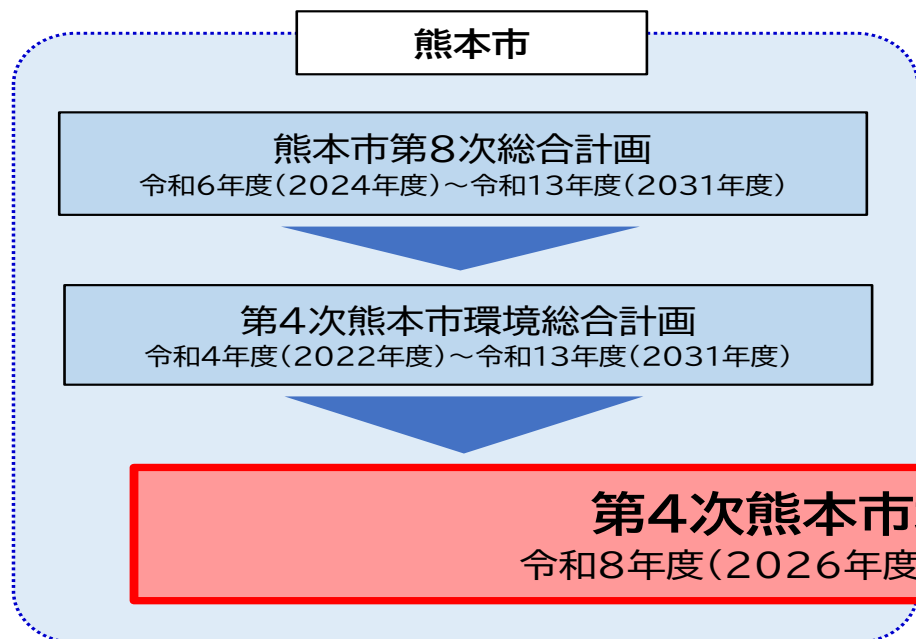 熊本市
熊本市第8次総合計画
令和6年度(2024年度)～令和13年度(2031年度)
第4次熊本市環境総合計画
令和4年度(2022年度)～令和13年度(2031年度)
第4次熊本市
令和8年度(2026年度